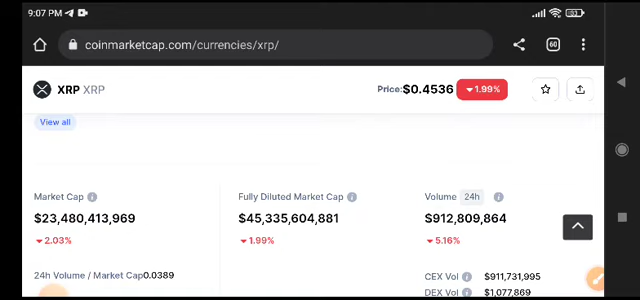 9:07 PM
60
coinmarketcap.com/currencies/xrp/
XRP XRP
Price:$0.4536 1.99%
View all
Market Cap
Fully Diluted Market Cap
Volume 24h
$23,480,413,969
$45,335,604,881
$912,809,864
2.03%
1.99%
5.16%
24h Volume / Market Cap0.0389
CEX Vol $911,731,995
DEX Vol $1,077,869